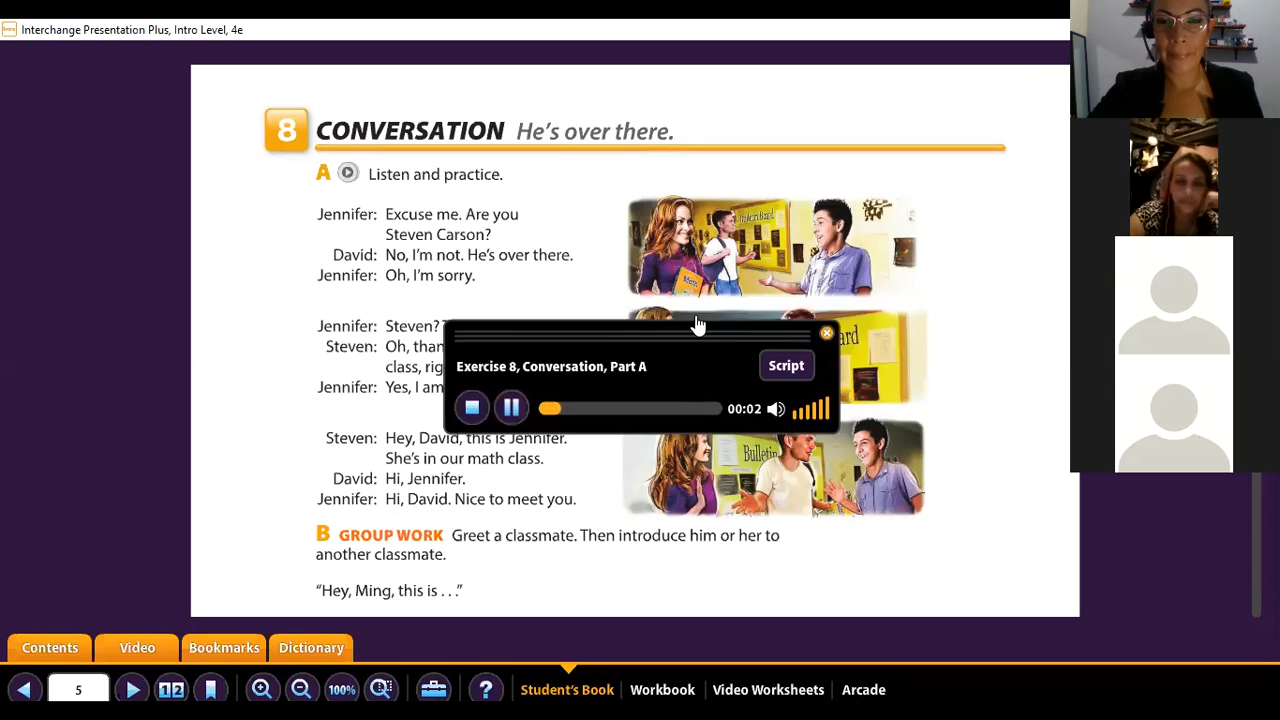 Interchange Presentation Plus, Intro Level, 4e
8 CONVERSATION He's over there.
A Listen and practice.
Jennifer: Excuse me. Are you
Steven Carson?
David: No, I'm not. He's over there.
Jennifer: Oh, I'm sorry.
Jennifer: Steven?
Steven: Oh, than
class, rig
Jennifer: Yes, I am
Exercise 8, Conversation, Part A
Script
00:02
Steven: Hey, David, this is Jennifer.
She's in our math class.
David: Hi, Jennifer.
Jennifer: Hi, David. Nice to meet you.
B GROUP WORK Greet a classmate. Then introduce him or her to
another classmate.
"Hey, Ming, this is . . ."
Contents Video Bookmarks Dictionary
5 12 100% ? Student's Book Workbook Video Worksheets Arcade